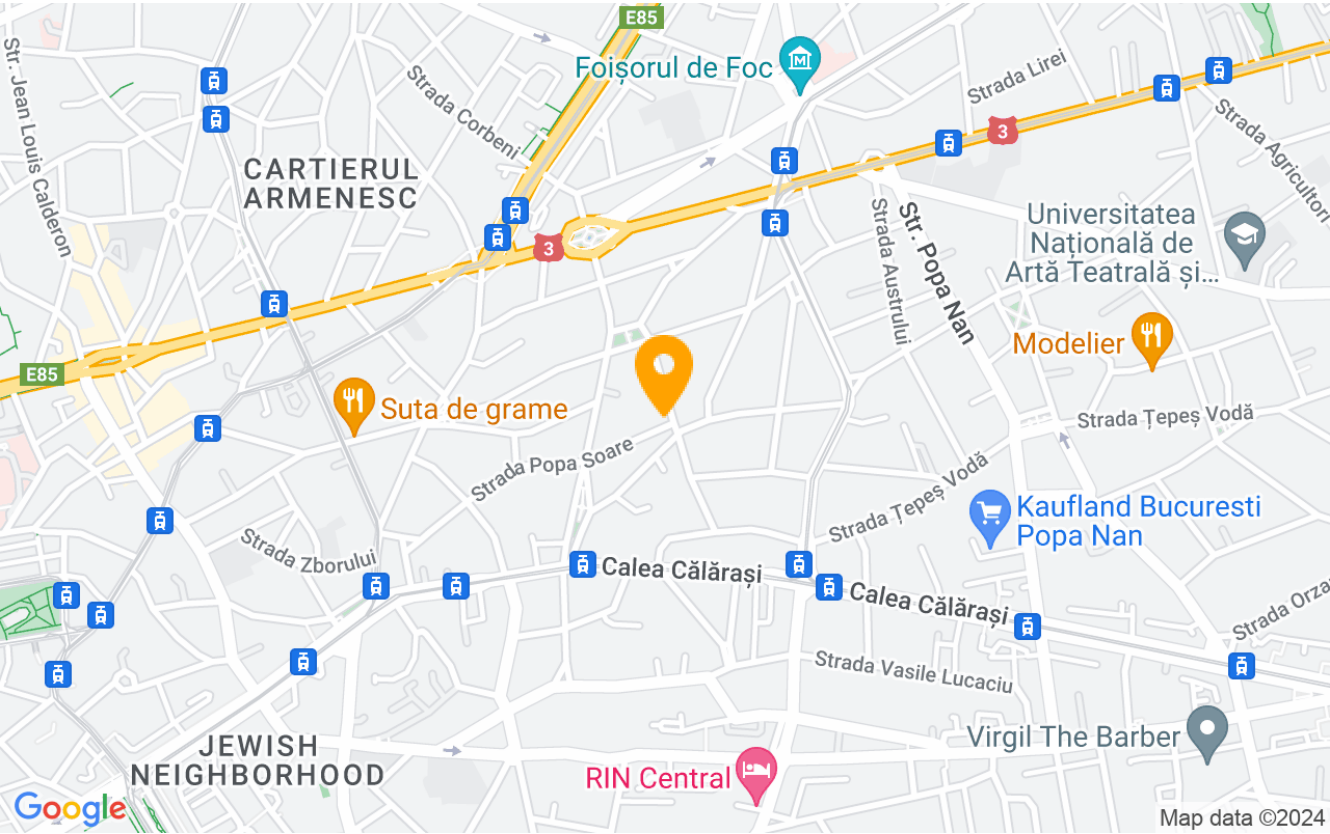 E85
Foișorul de Foc
Strada Lirei
Str. Jean Louis Calderon
Strada Corbeni
3
Strada Agricultori
CARTIERUL
ARMENESC
Universitatea
Națională de
Artă Teatrală și...
Strada Austrului
Str. Popa Nan
3
Modelier
E85
Suta de grame
Strada Țepeș Vodă
Strada Popa Soare
Strada Țepeș Vodă
Kaufland Bucuresti
Popa Nan
Strada Zborului
Calea Călărași
Calea Călărași
Strada Orza
Strada Vasile Lucaciu
JEWISH
NEIGHBORHOOD
Virgil The Barber
RIN Central
Google
Map data ©2024